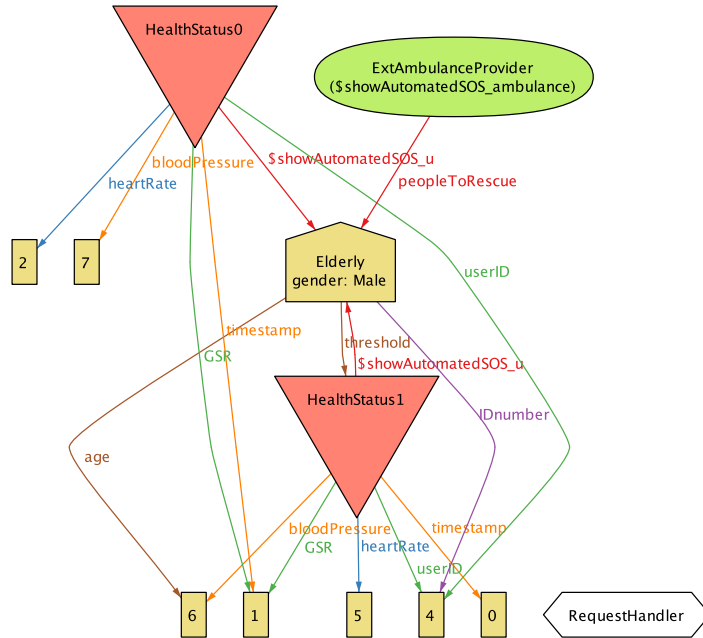 HealthStatus0
ExtAmbulanceProvider
($showAutomatedSOS_ambulance)
bloodPressure
$showAutomatedSOS_u
heartRate
peopleToRescue
2
7
Elderly
gender: Male
userID
timestamp
threshold
GSR
$showAutomatedSOS_u
HealthStatus1
IDnumber
age
bloodPressure
timestamp
GSR
heartRate
userID
6
1
5
4
0
RequestHandler